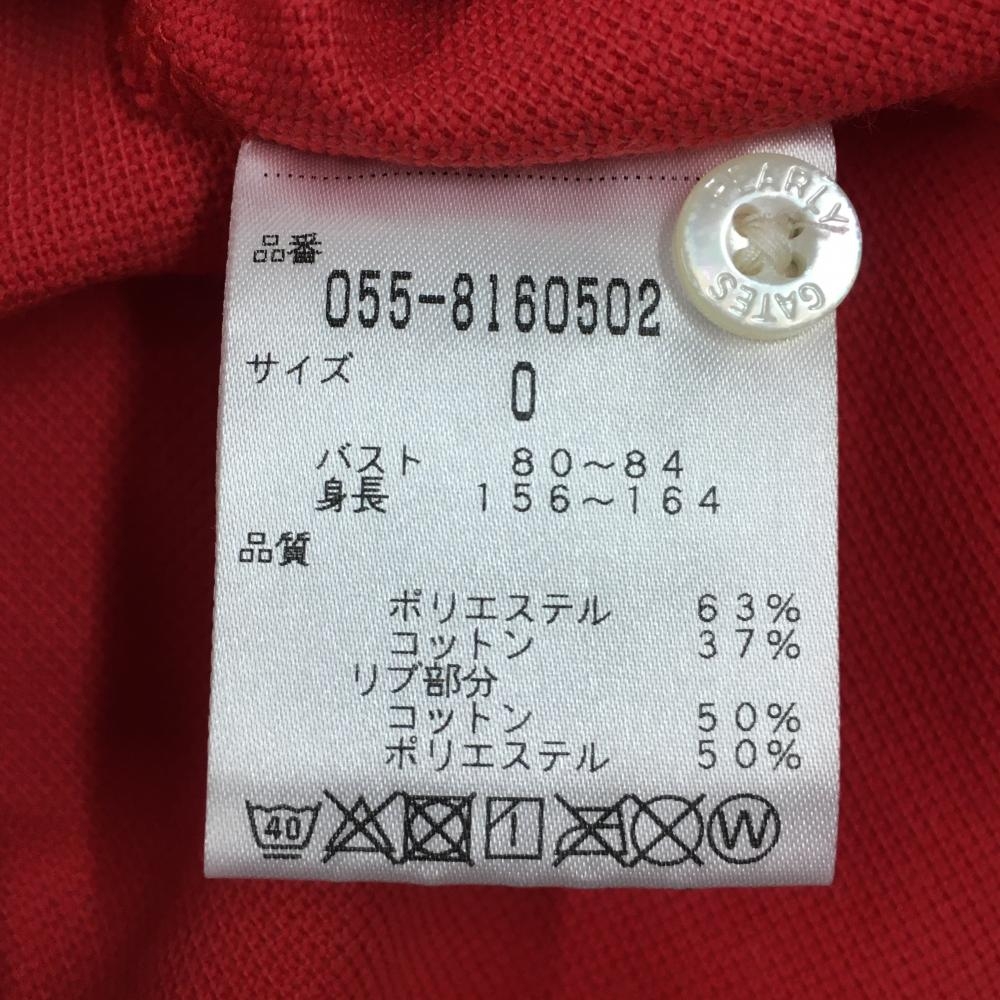 PEARLY
GATES
品番
055-8160502
サイズ
0
バスト 80~84
身長 156~164
品質
ポリエステル 63%
コットン 37%
リブ部分
コットン 50%
ポリエステル 50%
40
1
W